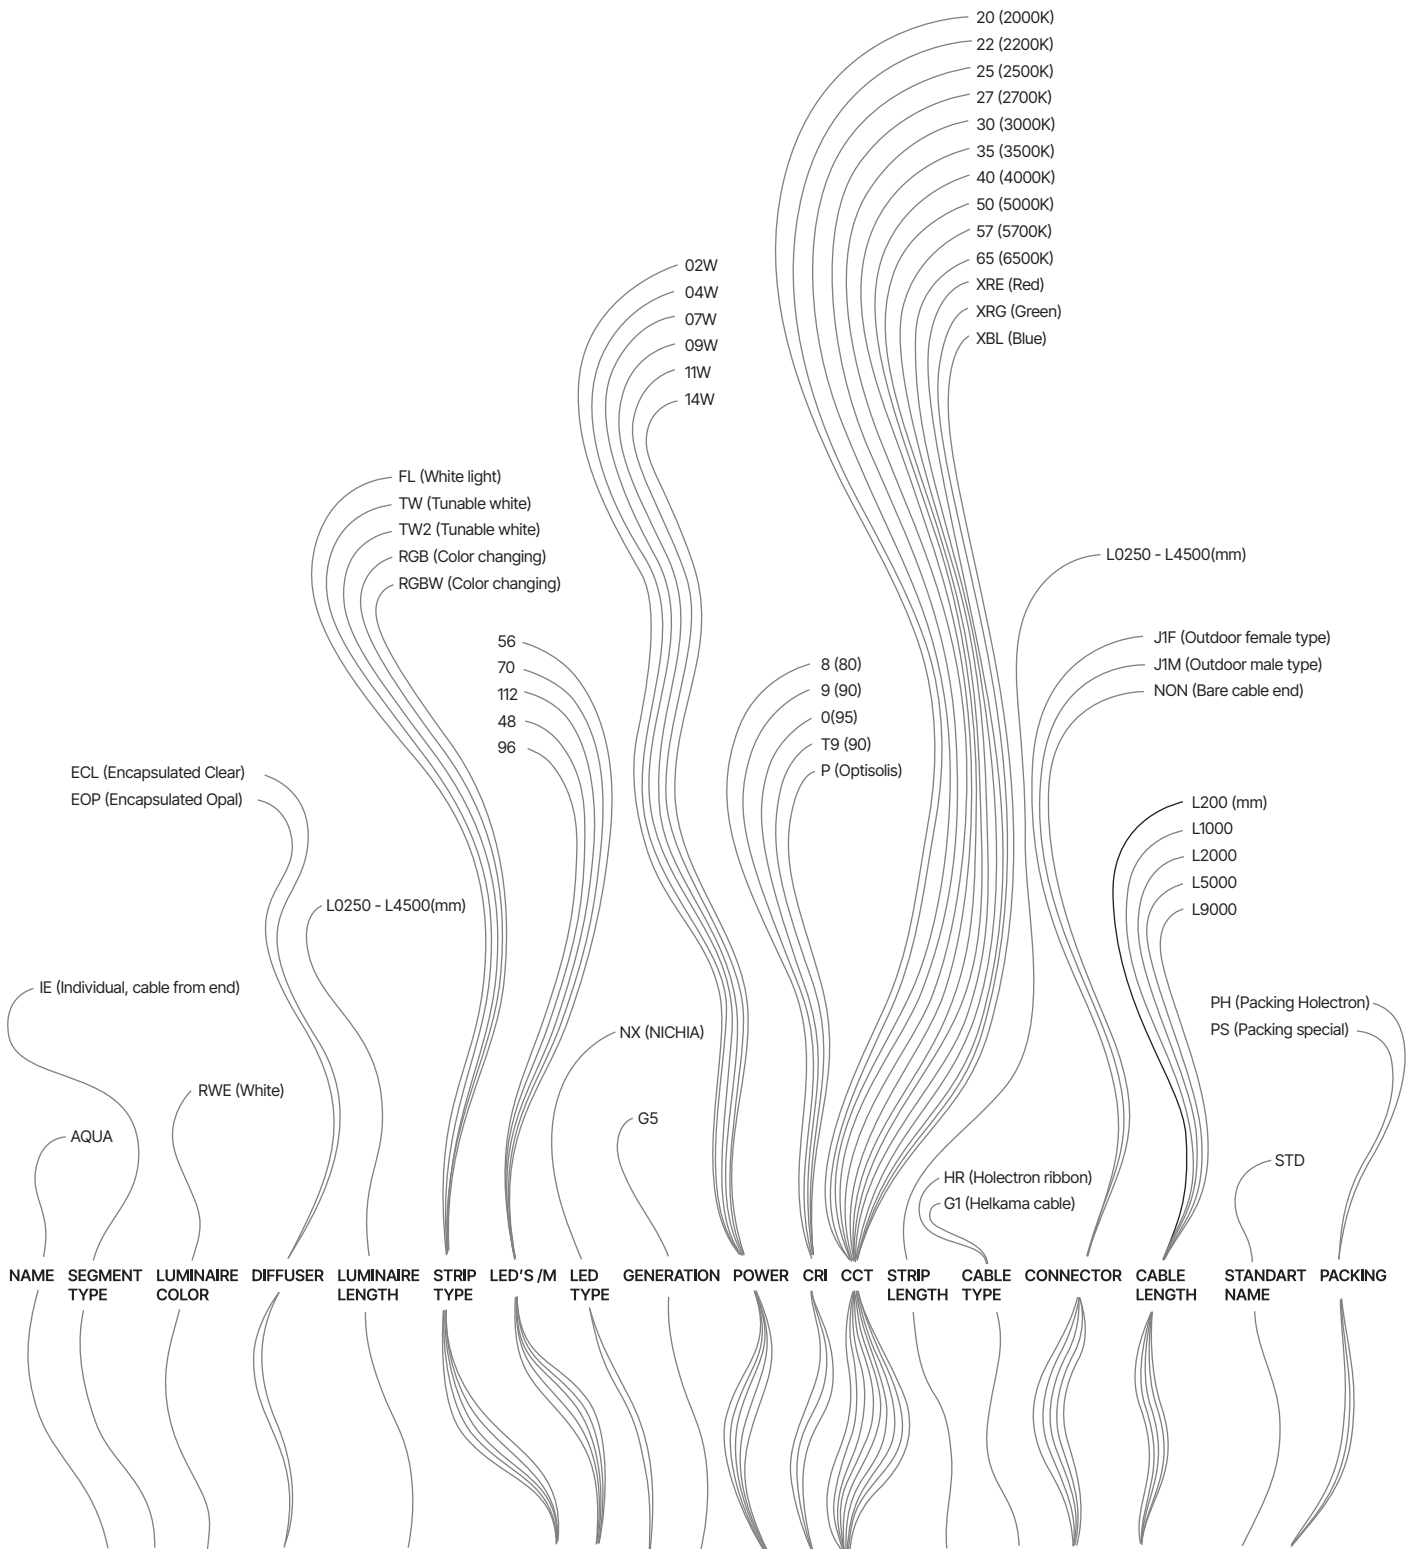 20 (2000K)
22 (2200K)
25 (2500K)
27 (2700K)
30 (3000K)
35 (3500K)
40 (4000K)
50 (5000K)
57 (5700K)
65 (6500K)
XRE (Red)
XRG (Green)
XBL (Blue)
02W
04W
07W
09W
11W
14W
FL (White light)
TW (Tunable white)
TW2 (Tunable white)
RGB (Color changing)
RGBW (Color changing)
L0250 - L4500(mm)
56
70
112
48
96
8 (80)
9 (90)
0(95)
T9 (90)
P (Optisolis)
J1F (Outdoor female type)
J1M (Outdoor male type)
NON (Bare cable end)
ECL (Encapsulated Clear)
EOP (Encapsulated Opal)
L200 (mm)
L1000
L2000
L5000
L9000
L0250 - L4500(mm)
IE (Individual, cable from end)
PH (Packing Holectron)
PS (Packing special)
NX (NICHIA)
RWE (White)
G5
AQUA
STD
HR (Holectron ribbon)
G1 (Helkama cable)
NAME
SEGMENT
TYPE
LUMINAIRE
COLOR
DIFFUSER
LUMINAIRE
LENGTH
STRIP
TYPE
LED'S /M
LED
TYPE
GENERATION
POWER
CRI
CCT
STRIP
LENGTH
CABLE
TYPE
CONNECTOR
CABLE
LENGTH
STANDART
NAME
PACKING